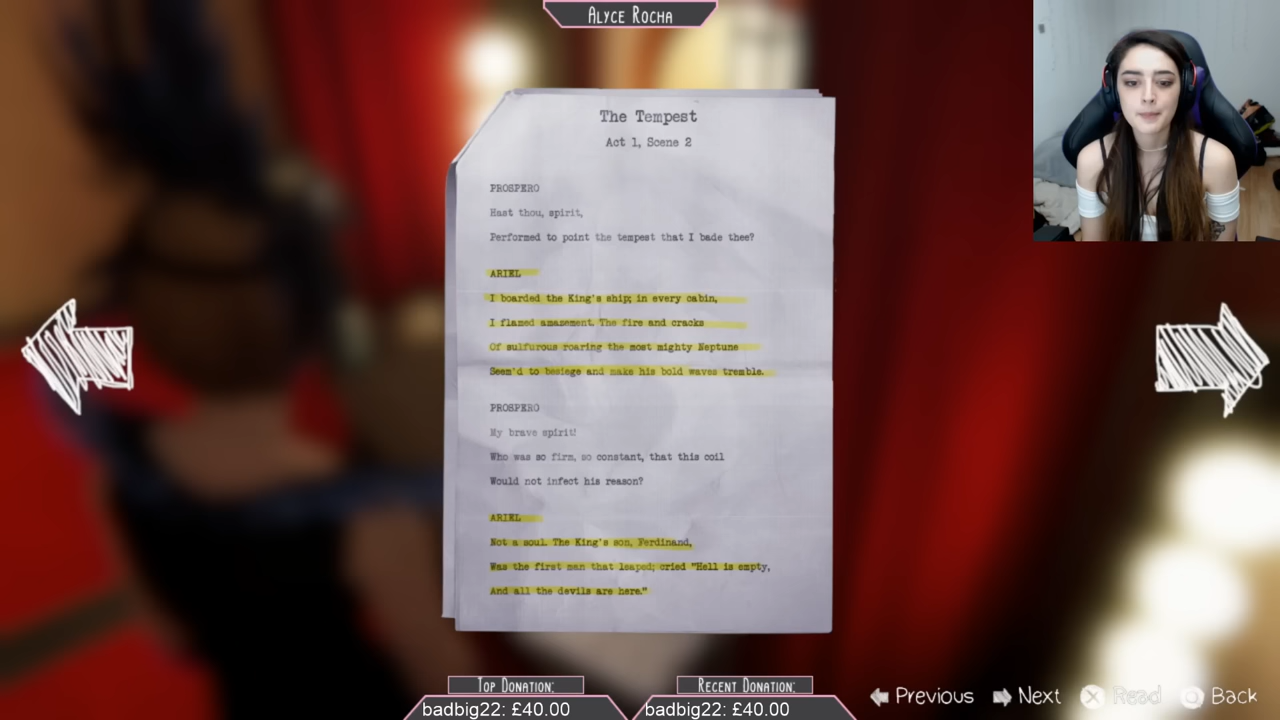 Alyce Rocha
The Tempest
Act 1, Scene 2
PROSPERO
Hast thou, spirit,
Performed to point the tempest that I bade thee?
ARIEL
I boarded the King's ship; in every cabin,
I flamed amazement. The fire and cracks
Of sulfurous roaring the most mighty Neptune
Seem'd to besiege and make his bold waves tremble.
PROSPERO
My brave spirit!
Who was so firm, so constant, that this coil
Would not infect his reason?
ARIEL
Not a soul. The King's son, Ferdinand,
Was the first man that leaped; cried "Hell is empty,
And all the devils are here."
Top Donation:
badbig22: £40.00
Recent Donation:
badbig22: £40.00
Previous
Next
Read
Back